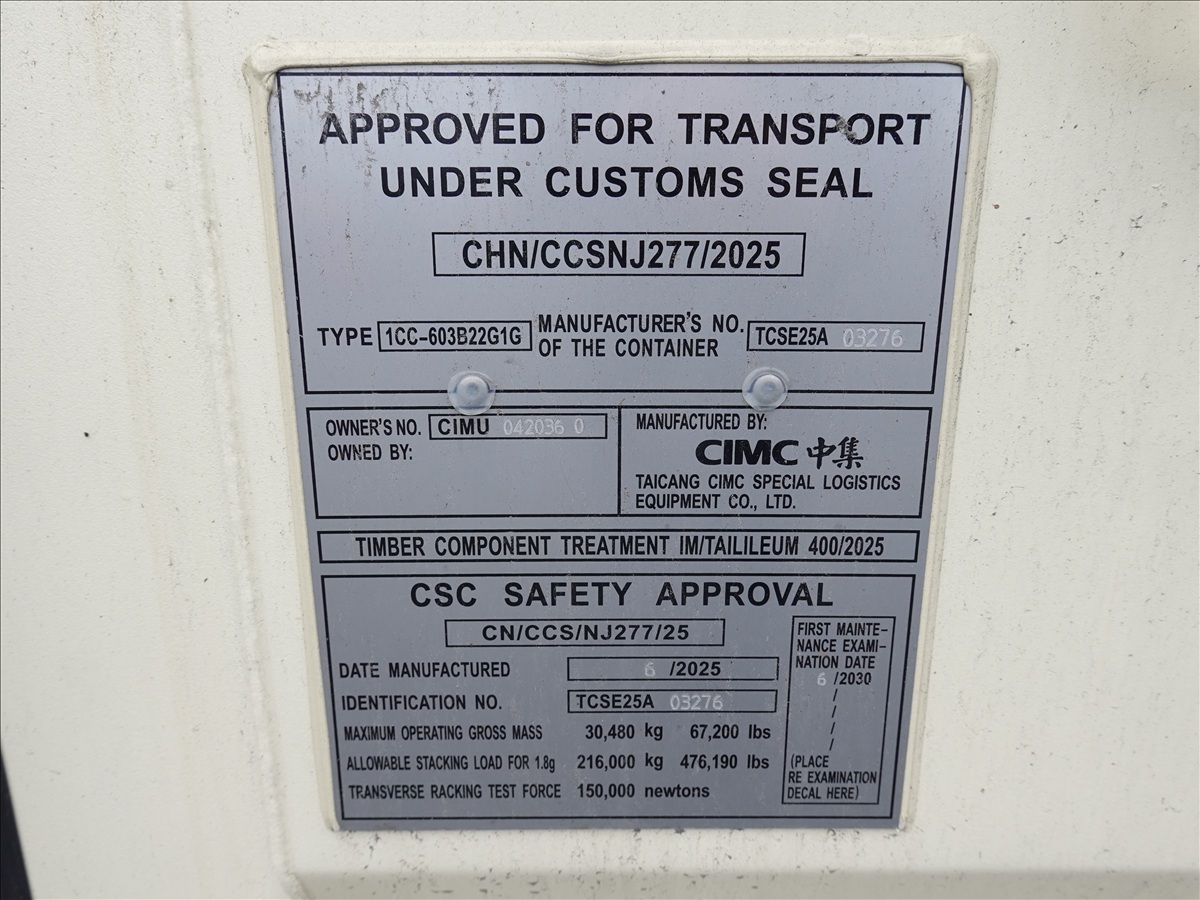 APPROVED FOR TRANSPORT
UNDER CUSTOMS SEAL
CHN/CCSNJ277/2025
TYPE 1CC-603B22G1G MANUFACTURER'S NO. OF THE CONTAINER TCSE25A 03276
OWNER'S NO. CIMU 042036 0
OWNED BY:
MANUFACTURED BY:
CIMC 中集
TAICANG CIMC SPECIAL LOGISTICS
EQUIPMENT CO., LTD.
TIMBER COMPONENT TREATMENT IM/TAILILEUM 400/2025
CSC SAFETY APPROVAL
CN/CCS/NJ277/25
DATE MANUFACTURED 6 /2025
IDENTIFICATION NO. TCSE25A 03276
MAXIMUM OPERATING GROSS MASS 30,480 kg 67,200 lbs
ALLOWABLE STACKING LOAD FOR 1.8g 216,000 kg 476,190 lbs
TRANSVERSE RACKING TEST FORCE 150,000 newtons
FIRST MAINTE-
NANCE EXAMI-
NATION DATE
6 /2030
/
/
/
/
(PLACE
RE EXAMINATION
DECAL HERE)